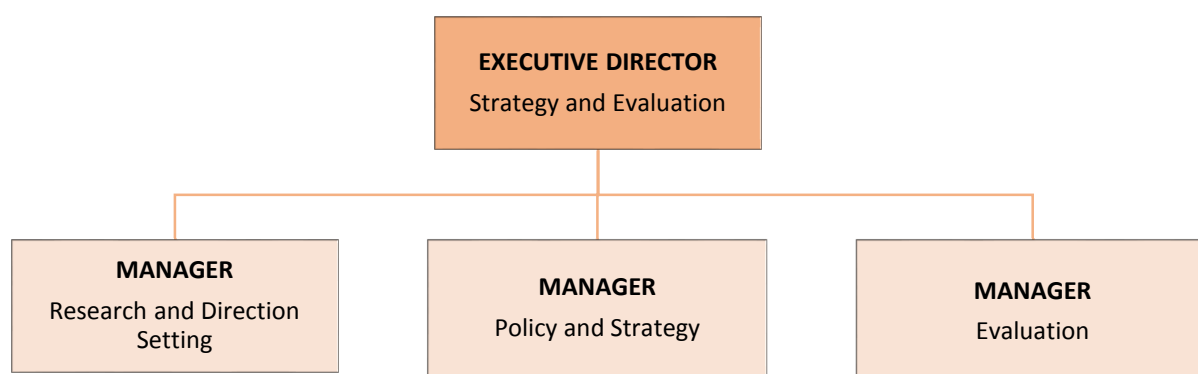 EXECUTIVE DIRECTOR
Strategy and Evaluation
MANAGER
Research and Direction
Setting
MANAGER
Policy and Strategy
MANAGER
Evaluation